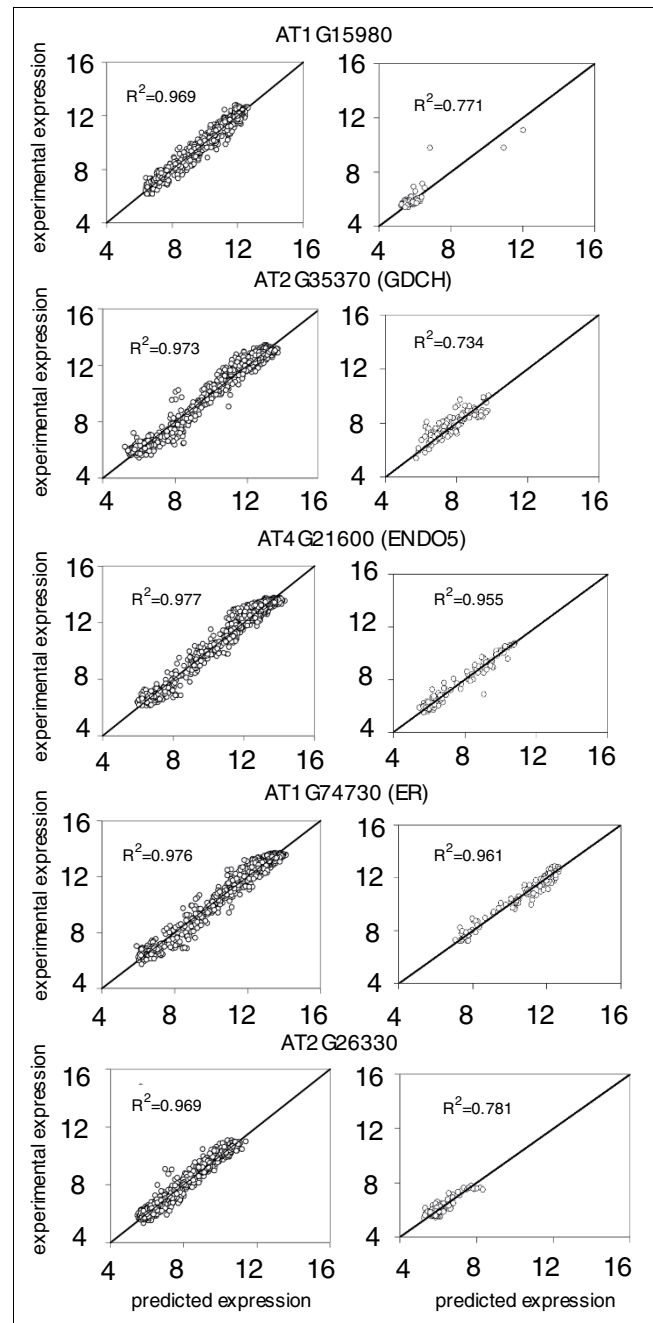 AT1G15980
experimental expression
16
12
8
4
R²=0.969
4 8 12 16
16
12
8
4
R²=0.771
4 8 12 16
AT2G35370 (GDCH)
experimental expression
16
12
8
4
R²=0.973
4 8 12 16
16
12
8
4
R²=0.734
4 8 12 16
AT4G21600 (ENDO5)
experimental expression
16
12
8
4
R²=0.977
4 8 12 16
16
12
8
4
R²=0.955
4 8 12 16
AT1G74730 (ER)
experimental expression
16
12
8
4
R²=0.976
4 8 12 16
16
12
8
4
R²=0.961
4 8 12 16
AT2G26330
experimental expression
16
12
8
4
R²=0.969
4 8 12 16
predicted expression
16
12
8
4
R²=0.781
4 8 12 16
predicted expression